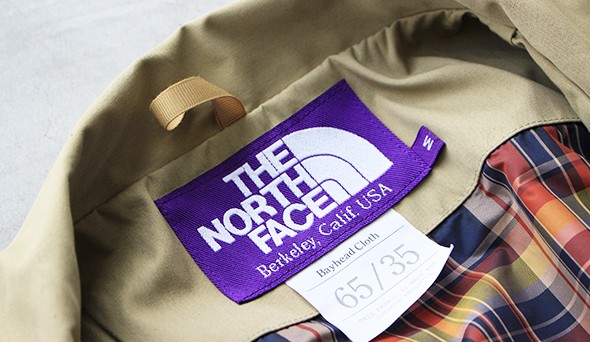 THE
NORTH
FACE
Berkeley, Calif. USA
M
Bayhead Cloth
65/35